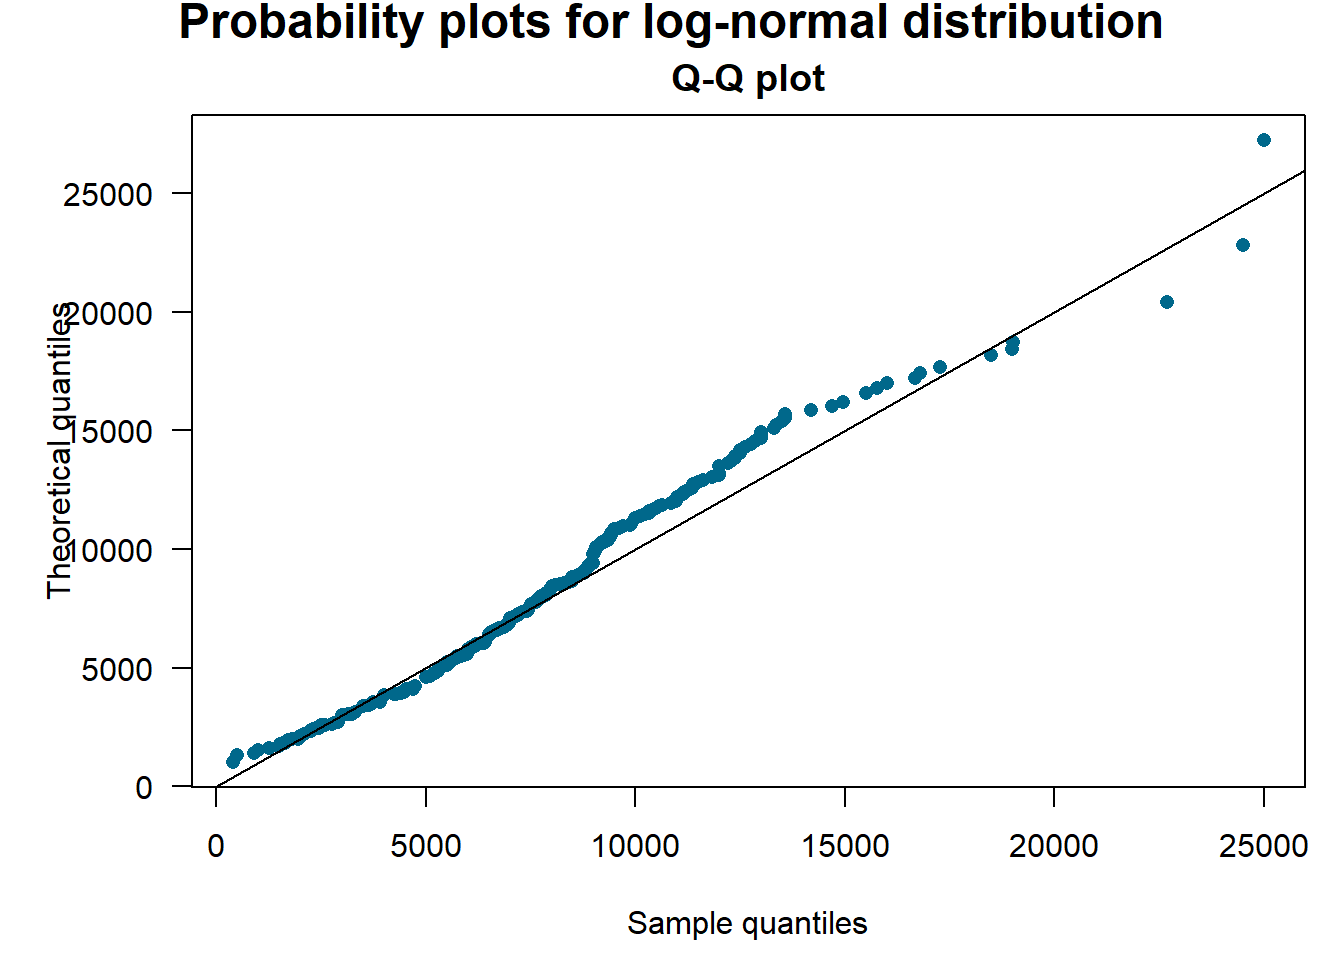 Probability plots for log-normal distribution
Q-Q plot
25000
20000
15000
10000
5000
0
Theoretical quantiles
0 5000 10000 15000 20000 25000
Sample quantiles